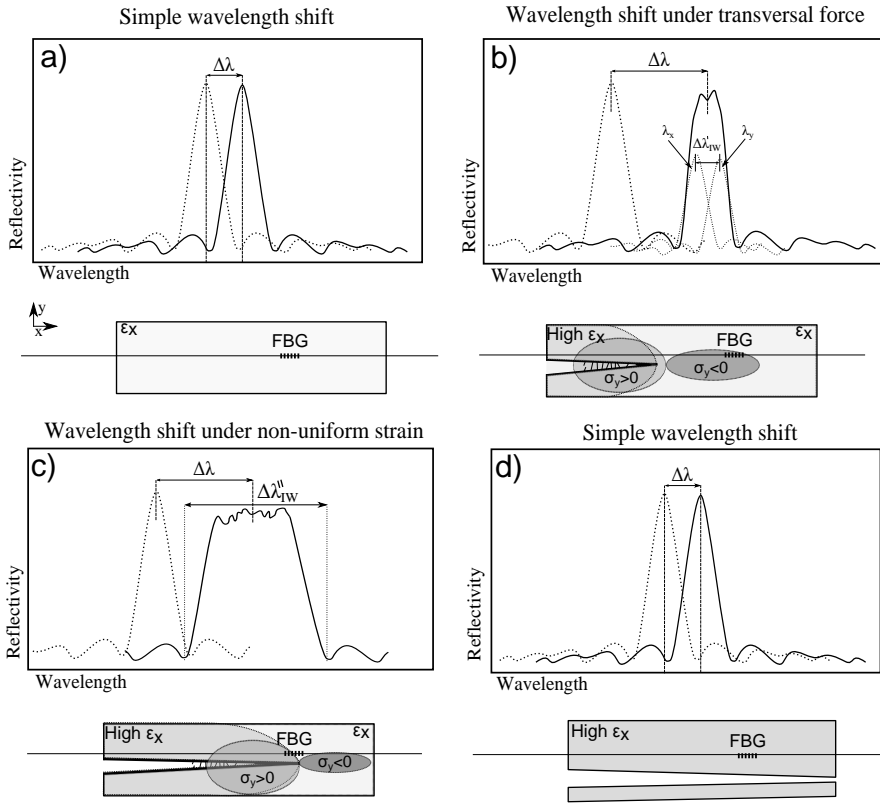 Simple wavelength shift
a)
Δλ
Reflectivity
Wavelength
y
x
εx
FBG
Wavelength shift under transversal force
b)
Δλ
λx
Δλ'IW
λy
Reflectivity
Wavelength
High εx
FBG
εx
σy>0
σy<0
Wavelength shift under non-uniform strain
c)
Δλ
Δλ"IW
Reflectivity
Wavelength
High εx
FBG
εx
σy>0
σy<0
Simple wavelength shift
d)
Δλ
Reflectivity
Wavelength
High εx
FBG